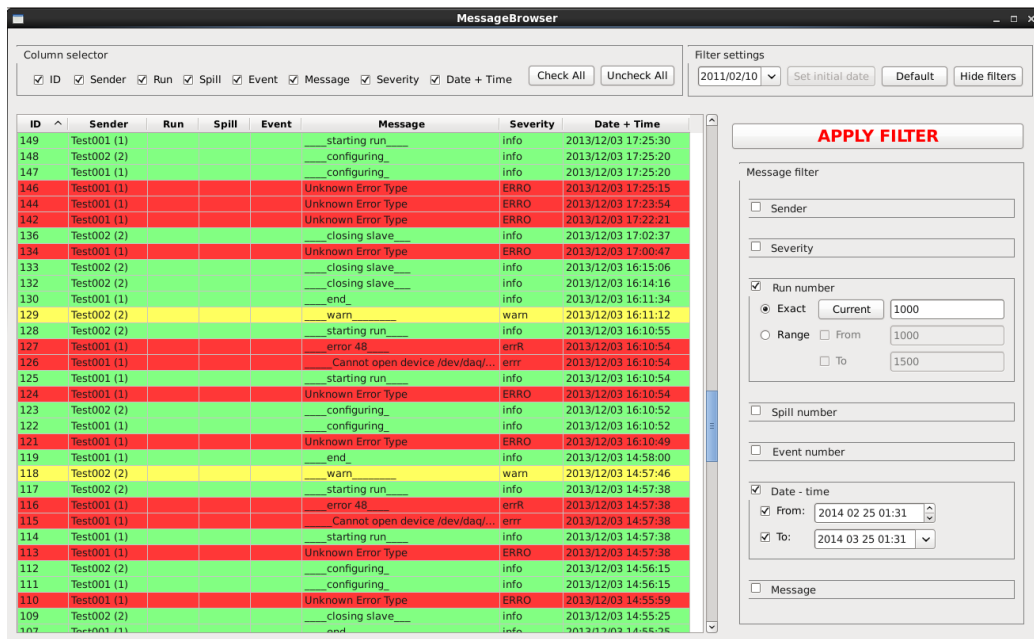 MessageBrowser
Column selector
ID Sender Run Spill Event Message Severity Date + Time Check All Uncheck All
Filter settings
2011/02/10 Set initial date Default Hide filters
ID Sender Run Spill Event Message Severity Date + Time
149 Test001 (1) ____starting run____ info 2013/12/03 17:25:30
148 Test002 (2) ____configuring_ info 2013/12/03 17:25:20
147 Test001 (1) ____configuring_ info 2013/12/03 17:25:20
146 Test001 (1) Unknown Error Type ERRO 2013/12/03 17:25:15
144 Test001 (1) Unknown Error Type ERRO 2013/12/03 17:23:54
142 Test001 (1) Unknown Error Type ERRO 2013/12/03 17:22:21
136 Test002 (2) ____closing slave___ info 2013/12/03 17:02:37
134 Test001 (1) Unknown Error Type ERRO 2013/12/03 17:00:47
133 Test002 (2) ____closing slave___ info 2013/12/03 16:15:06
132 Test002 (2) ____closing slave___ info 2013/12/03 16:14:16
130 Test001 (1) ____end_ info 2013/12/03 16:11:34
129 Test002 (2) ____warn________ warn 2013/12/03 16:11:12
128 Test002 (2) ____starting run____ info 2013/12/03 16:10:55
127 Test001 (1) ____error 48____ errR 2013/12/03 16:10:54
126 Test001 (1) _____Cannot open device /dev/daq/... errr 2013/12/03 16:10:54
125 Test001 (1) ____starting run____ info 2013/12/03 16:10:54
124 Test001 (1) Unknown Error Type ERRO 2013/12/03 16:10:54
123 Test002 (2) ____configuring_ info 2013/12/03 16:10:52
122 Test001 (1) ____configuring_ info 2013/12/03 16:10:52
121 Test001 (1) Unknown Error Type ERRO 2013/12/03 16:10:49
119 Test001 (1) ____end_ info 2013/12/03 14:58:00
118 Test002 (2) ____warn________ warn 2013/12/03 14:57:46
117 Test002 (2) ____starting run____ info 2013/12/03 14:57:38
116 Test001 (1) ____error 48____ errR 2013/12/03 14:57:38
115 Test001 (1) _____Cannot open device /dev/daq/... errr 2013/12/03 14:57:38
114 Test001 (1) ____starting run____ info 2013/12/03 14:57:38
113 Test001 (1) Unknown Error Type ERRO 2013/12/03 14:57:38
112 Test002 (2) ____configuring_ info 2013/12/03 14:56:15
111 Test001 (1) ____configuring_ info 2013/12/03 14:56:15
110 Test001 (1) Unknown Error Type ERRO 2013/12/03 14:55:59
109 Test002 (2) ____closing slave___ info 2013/12/03 14:55:25
107 Test001 (1) ____end_ info 2013/12/03 14:55:25
APPLY FILTER
Message filter
Sender
Severity
Run number
Exact Current 1000
Range From 1000
To 1500
Spill number
Event number
Date - time
From: 2014 02 25 01:31
To: 2014 03 25 01:31
Message